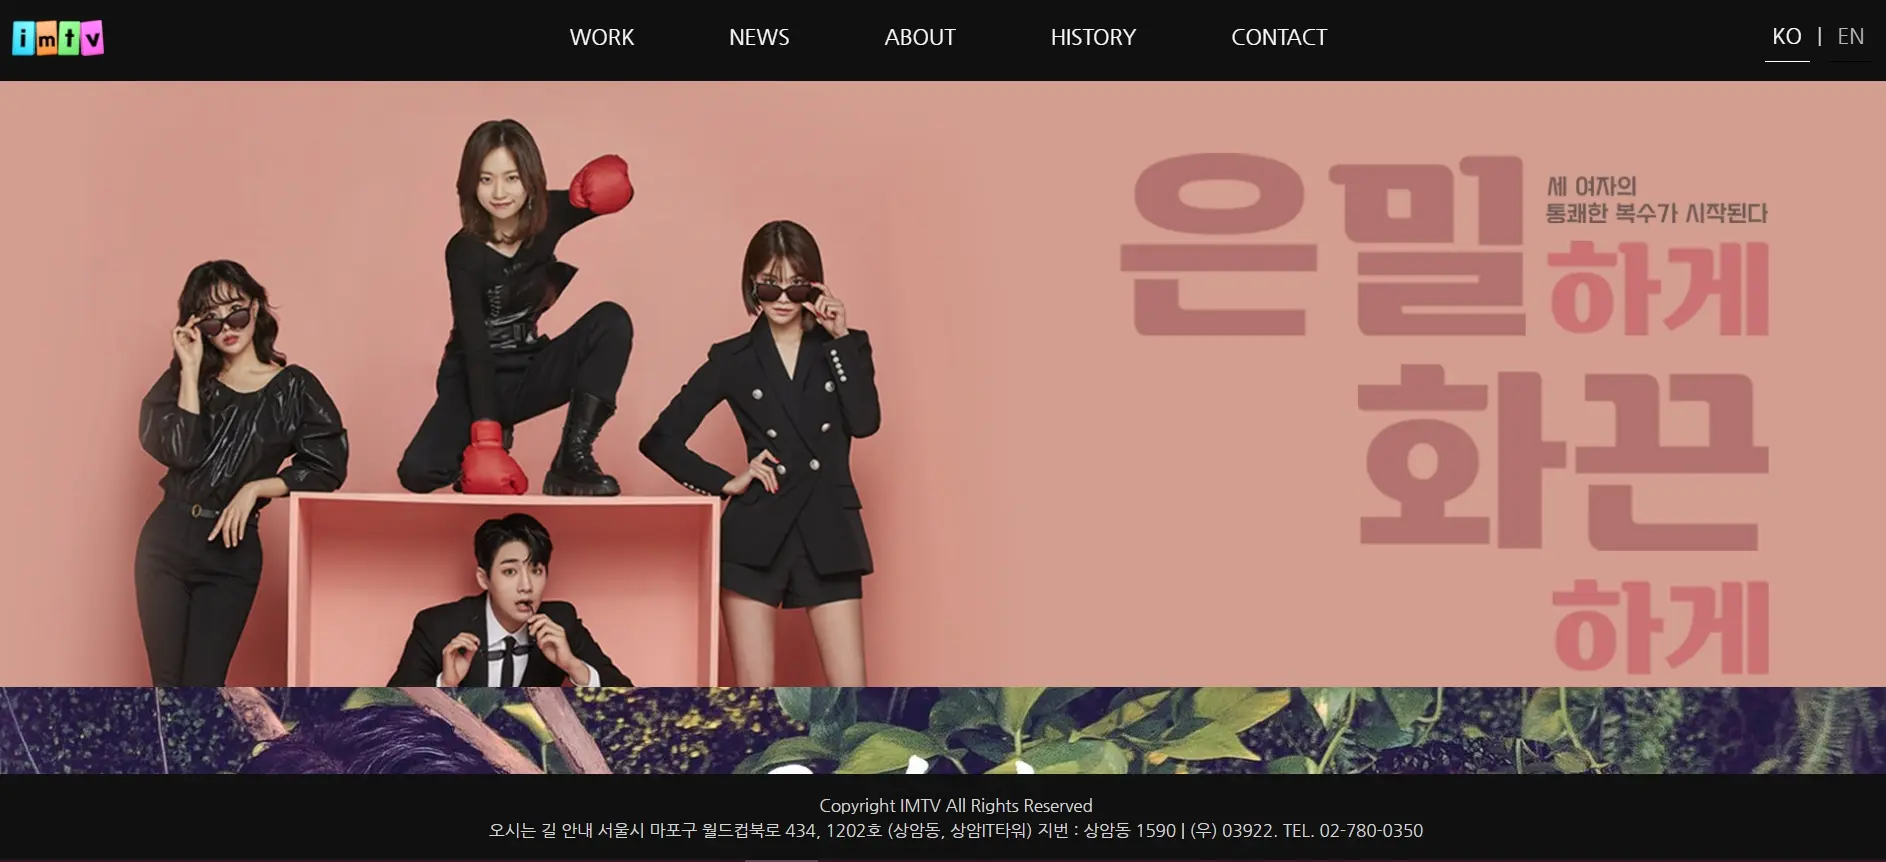 imtv
WORK NEWS ABOUT HISTORY CONTACT
KO | EN
은밀
세 여자의
통쾌한 복수가 시작된다
하게
화끈
하게
Copyright IMTV All Rights Reserved
오시는 길 안내 서울시 마포구 월드컵북로 434, 1202호 (상암동, 상암IT타워) 지번 : 상암동 1590 | (우) 03922. TEL. 02-780-0350